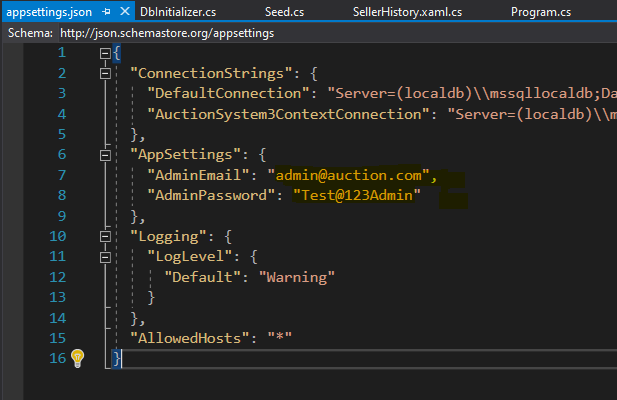 appsettings.json DbInitializer.cs Seed.cs SellerHistory.xaml.cs Program.cs
Schema: http://json.schemastore.org/appsettings
1 {
2 "ConnectionStrings": {
3 "DefaultConnection": "Server=(localdb)\\mssqllocaldb;Da
4 "AuctionSystem3ContextConnection": "Server=(localdb)\\m
5 },
6 "AppSettings": {
7 "AdminEmail": "admin@auction.com",
8 "AdminPassword": "Test@123Admin"
9 },
10 "Logging": {
11 "LogLevel": {
12 "Default": "Warning"
13 }
14 },
15 "AllowedHosts": "*"
16 }